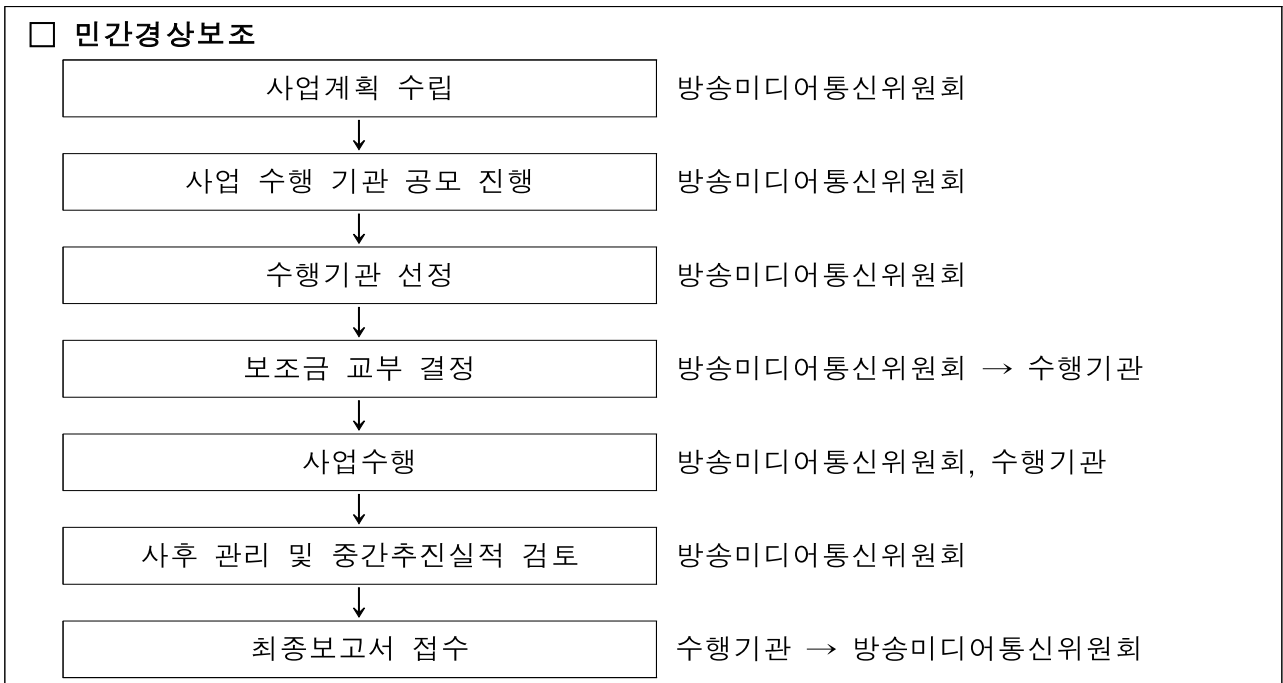 □ 민간경상보조
사업계획 수립 방송미디어통신위원회
↓
사업 수행 기관 공모 진행 방송미디어통신위원회
↓
수행기관 선정 방송미디어통신위원회
↓
보조금 교부 결정 방송미디어통신위원회 → 수행기관
↓
사업수행 방송미디어통신위원회, 수행기관
↓
사후 관리 및 중간추진실적 검토 방송미디어통신위원회
↓
최종보고서 접수 수행기관 → 방송미디어통신위원회